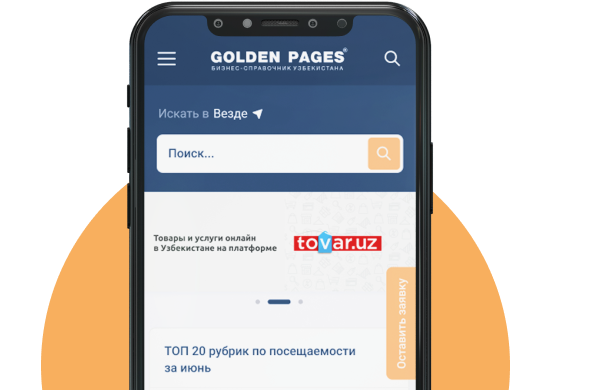 GOLDEN PAGES®
БИЗНЕС-СПРАВОЧНИК УЗБЕКИСТАНА
Искать в Везде
Поиск...
Товары и услуги онлайн
в Узбекистане на платформе
tovar.uz
Оставить заявку
ТОП 20 рубрик по посещаемости
за июнь